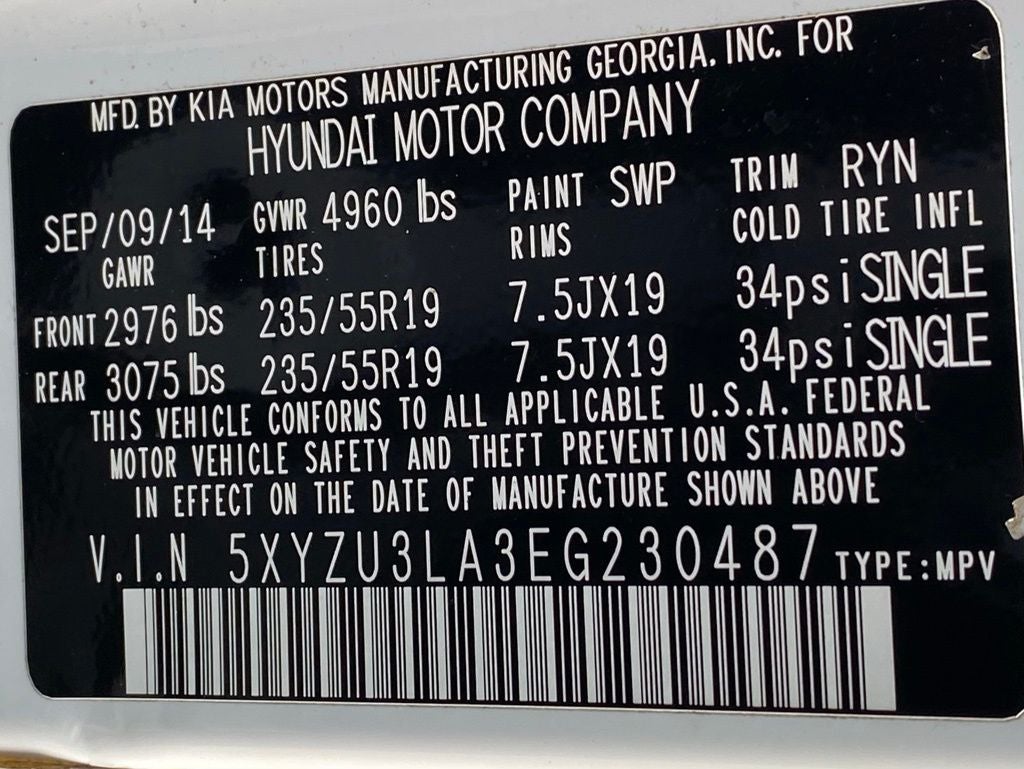 MFD. BY KIA MOTORS MANUFACTURING GEORGIA. INC. FOR
HYUNDAI MOTOR COMPANY
SEP/09/14 GVWR 4960 lbs PAINT SWP TRIM RYN
GAWR TIRES RIMS COLD TIRE INFL
FRONT 2976 lbs 235/55R19 7.5JX19 34psi SINGLE
REAR 3075 lbs 235/55R19 7.5JX19 34psi SINGLE
THIS VEHICLE CONFORMS TO ALL APPLICABLE U.S.A. FEDERAL
MOTOR VEHICLE SAFETY AND THEFT PREVENTION STANDARDS
IN EFFECT ON THE DATE OF MANUFACTURE SHOWN ABOVE
V.I.N 5XYZU3LA3EG230487 TYPE:MPV